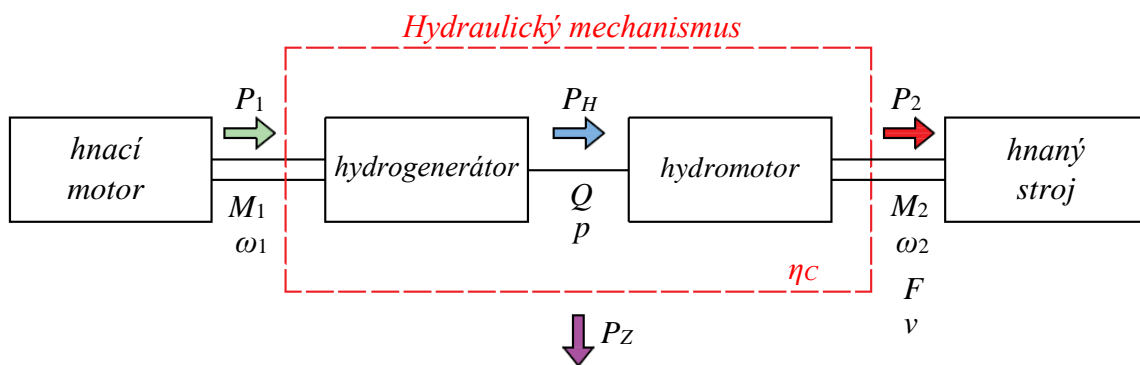 Hydraulický mechanismus
P1
PH
P2
hnací
motor
hydrogenerátor
hydromotor
hnaný
stroj
M1
ω1
Q
p
M2
ω2
F
v
ηC
PZ